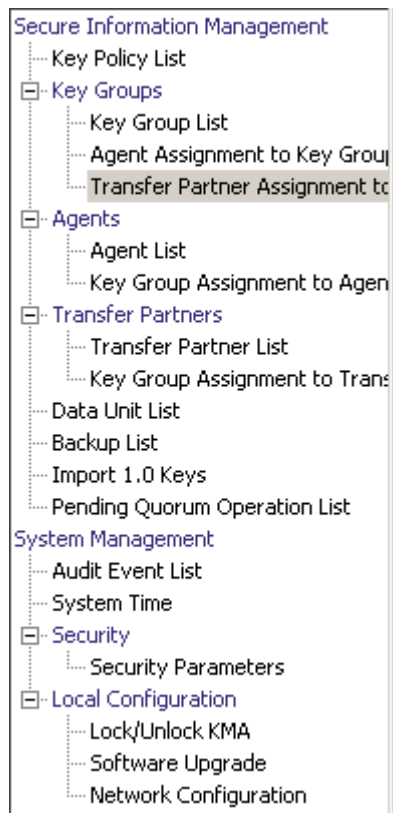 Secure Information Management
Key Policy List
Key Groups
Key Group List
Agent Assignment to Key Grou
Transfer Partner Assignment to
Agents
Agent List
Key Group Assignment to Agen
Transfer Partners
Transfer Partner List
Key Group Assignment to Trans
Data Unit List
Backup List
Import 1.0 Keys
Pending Quorum Operation List
System Management
Audit Event List
System Time
Security
Security Parameters
Local Configuration
Lock/Unlock KMA
Software Upgrade
Network Configuration